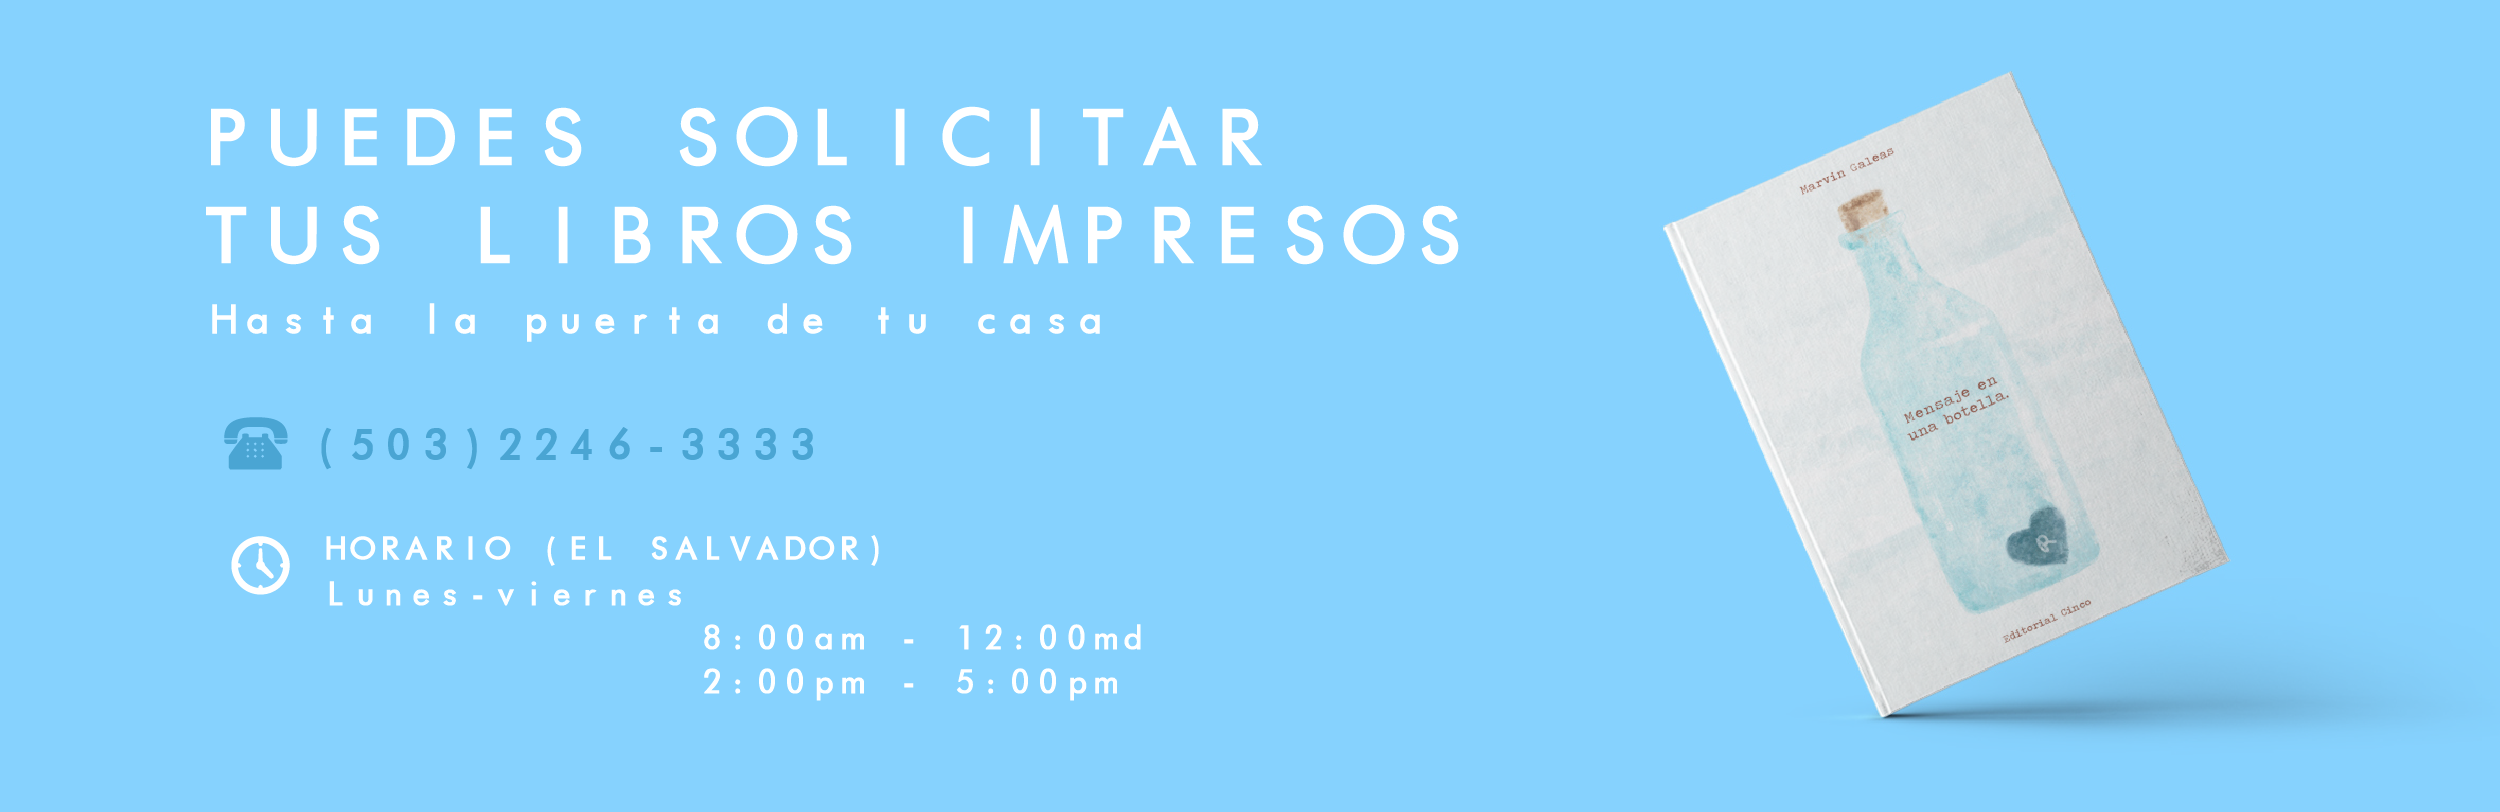 PUEDES SOLICITAR
TUS LIBROS IMPRESOS
Hasta la puerta de tu casa
(503)2246-3333
HORARIO (EL SALVADOR)
Lunes-viernes
8:00am - 12:00md
2:00pm - 5:00pm
Marvin Galeas
Mensaje en
una botella.
Editorial Cinco